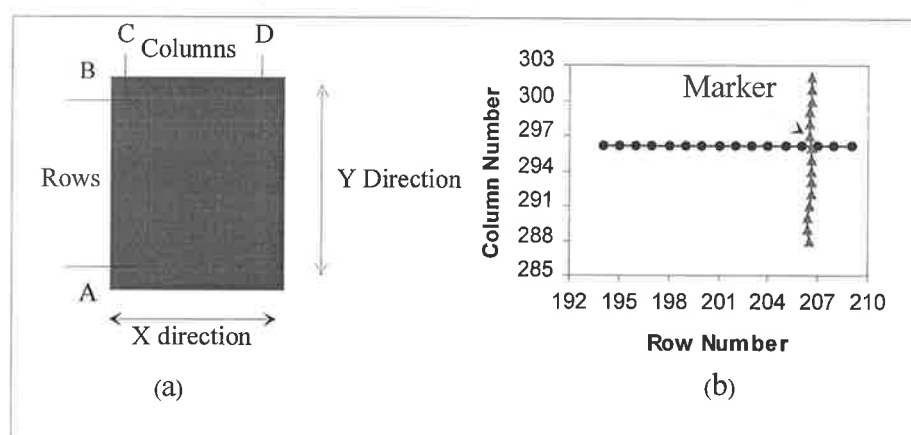 C
D
Columns
B
Rows
Y Direction
A
X direction
(a)
303
300
297
294
291
288
285
Column Number
Marker
192 195 198 201 204 207 210
Row Number
(b)